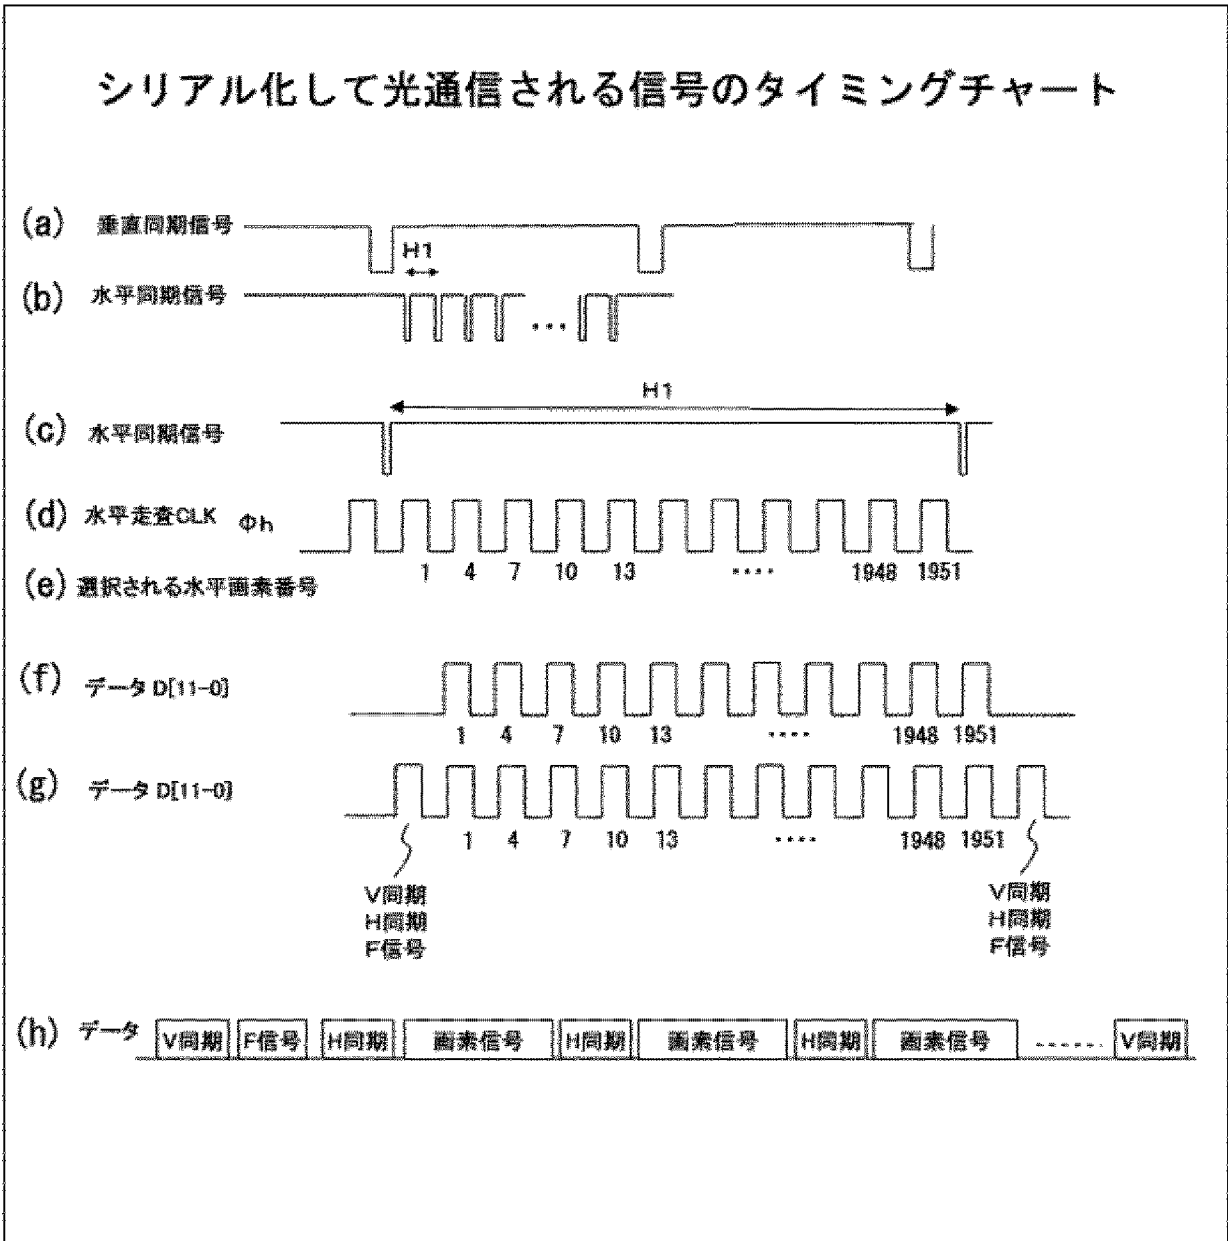 シリアル化して光通信される信号のタイミングチャート
(a) 垂直同期信号
H1
(b) 水平同期信号
....
H1
(c) 水平同期信号
(d) 水平走査CLK Φh
(e) 選択される水平画素番号 1 4 7 10 13 .... 1948 1951
(f) データ D[11-0]
1 4 7 10 13 .... 1948 1951
(g) データ D[11-0]
1 4 7 10 13 .... 1948 1951
V同期 V同期
H同期 H同期
F信号 F信号
(h) データ V同期 F信号 H同期 画素信号 H同期 画素信号 H同期 画素信号 ------ V同期